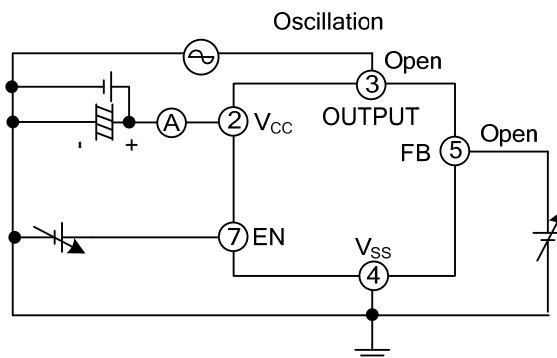 Oscillation
3 Open
OUTPUT
A 2 VCC
- +
Open
FB 5
7 EN
VSS
4